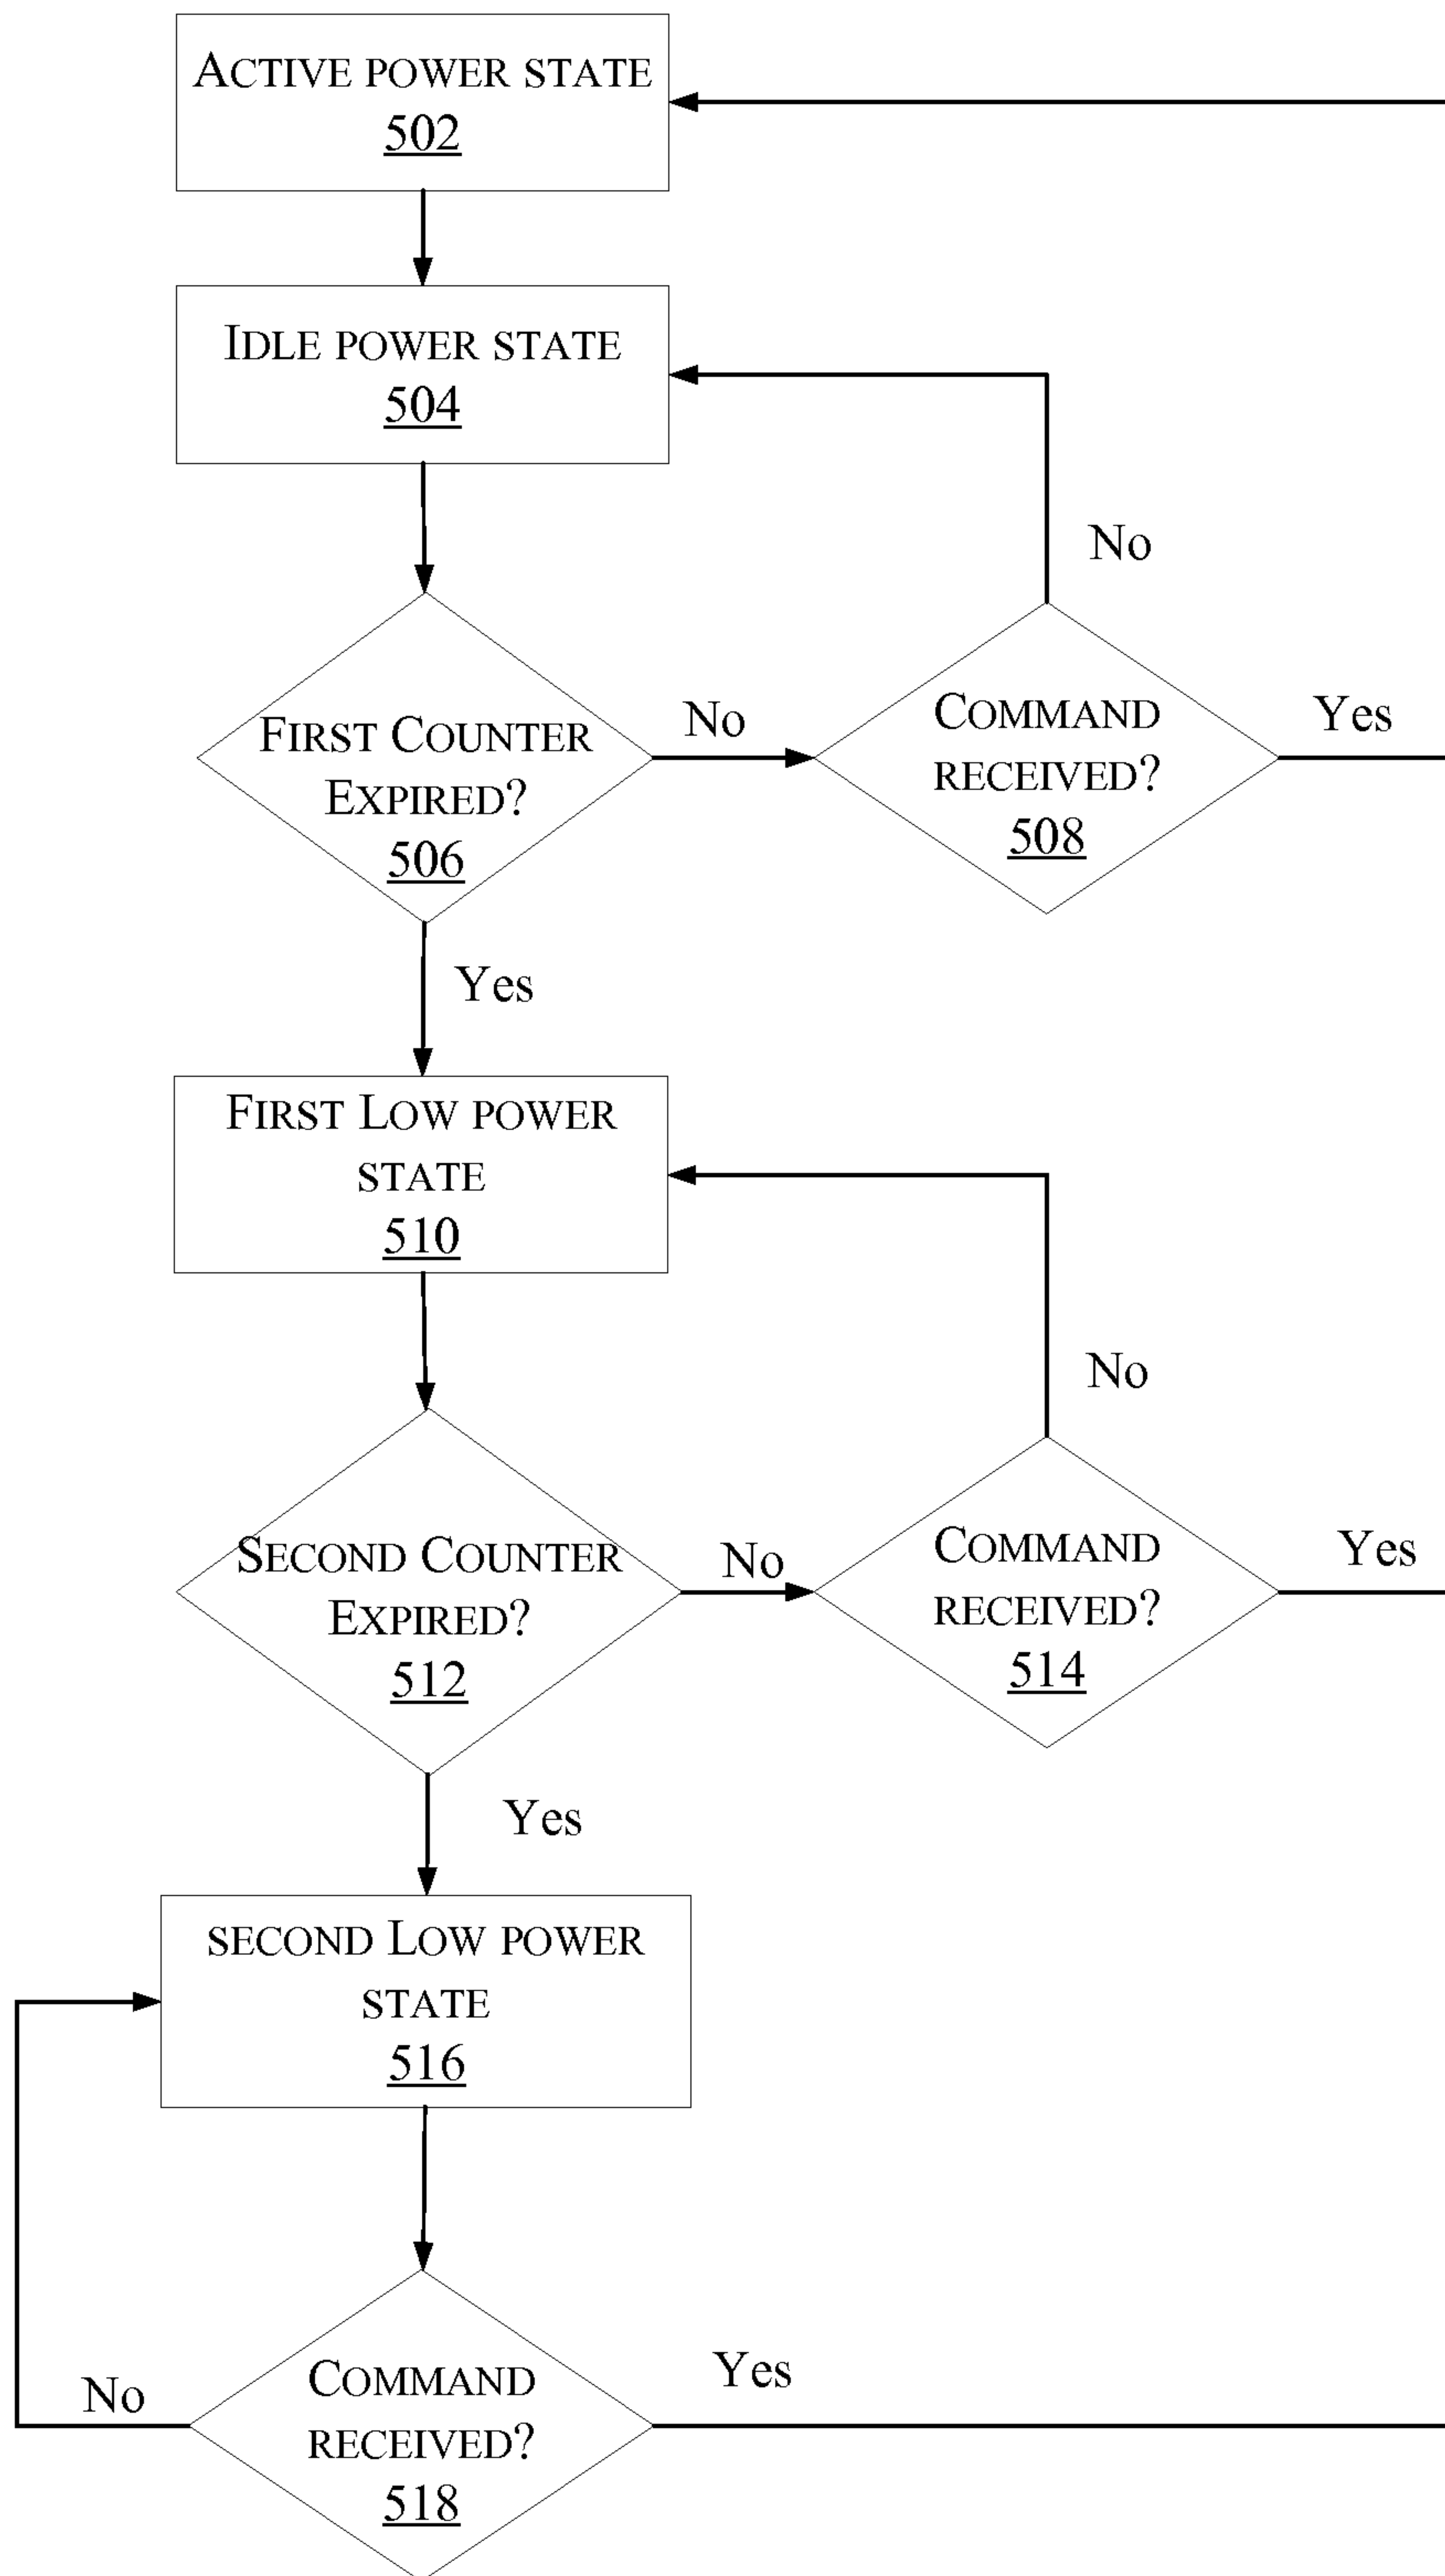 ACTIVE POWER STATE
502
IDLE POWER STATE
504
No
FIRST COUNTER
EXPIRED?
506
No
COMMAND
RECEIVED?
508
Yes
Yes
FIRST LOW POWER
STATE
510
No
SECOND COUNTER
EXPIRED?
512
No
COMMAND
RECEIVED?
514
Yes
Yes
SECOND LOW POWER
STATE
516
No
COMMAND
RECEIVED?
518
Yes